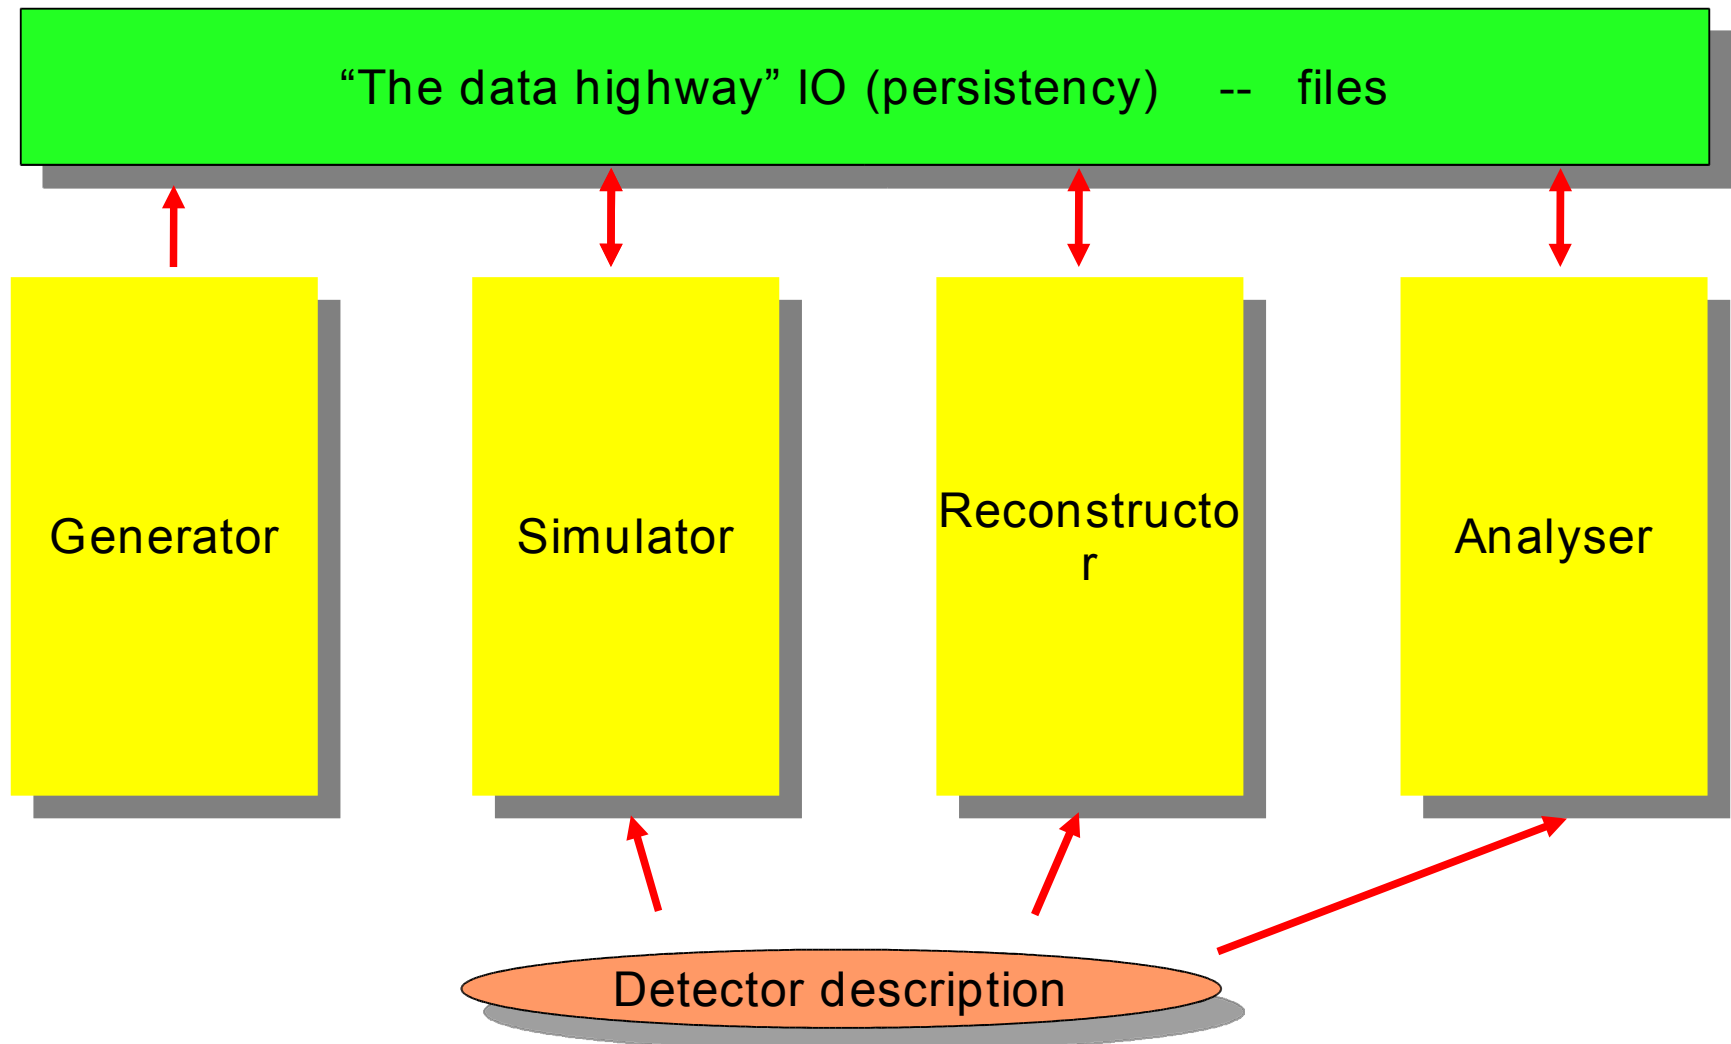 “The data highway” IO (persistency) -- files
Generator
Simulator
Reconstructo
r
Analyser
Detector description